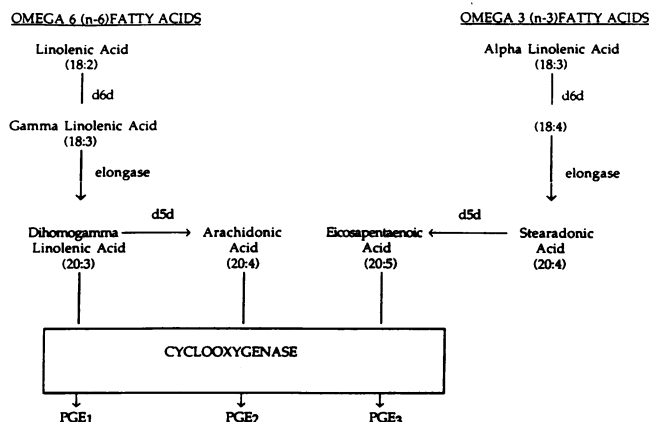 OMEGA 6 (n-6)FATTY ACIDS
OMEGA 3 (n-3)FATTY ACIDS
Linolenic Acid
(18:2)
Alpha Linolenic Acid
(18:3)
d6d
d6d
Gamma Linolenic Acid
(18:3)
(18:4)
elongase
elongase
Dihomogamma
Linolenic Acid
(20:3)
d5d
Arachidonic
Acid
(20:4)
Eicosapentaenoic
Acid
(20:5)
d5d
Stearadonic
Acid
(20:4)
CYCLOOXYGENASE
PGE1
PGE2
PGE3